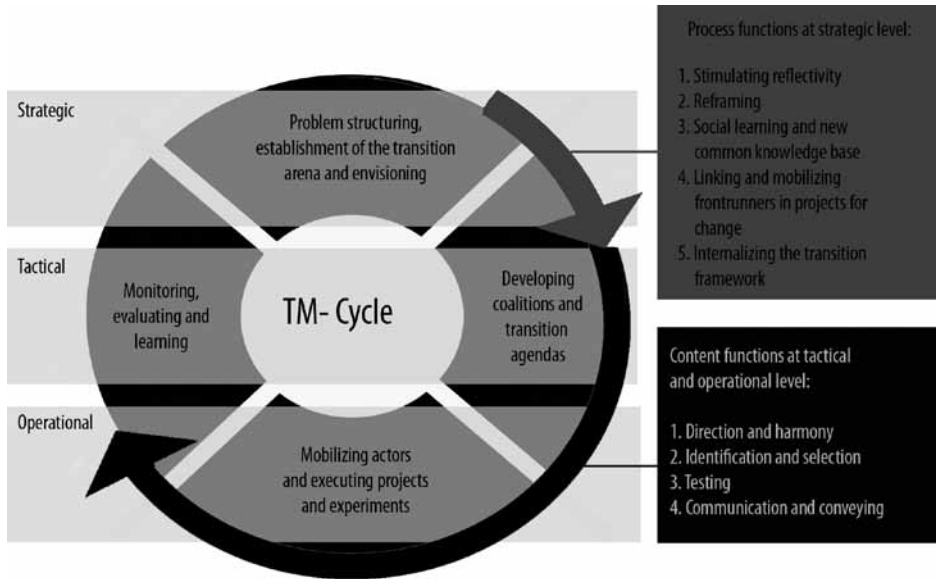 Strategic
Problem structuring,
establishment of the transition
arena and envisioning
Tactical
Monitoring,
evaluating and
learning
TM- Cycle
Developing
coalitions and
transition
agendas
Operational
Mobilizing actors
and executing projects
and experiments
Process functions at strategic level:
1. Stimulating reflectivity
2. Reframing
3. Social learning and new
common knowledge base
4. Linking and mobilizing
frontrunners in projects for
change
5. Internalizing the transition
framework
Content functions at tactical
and operational level:
1. Direction and harmony
2. Identification and selection
3. Testing
4. Communication and conveying